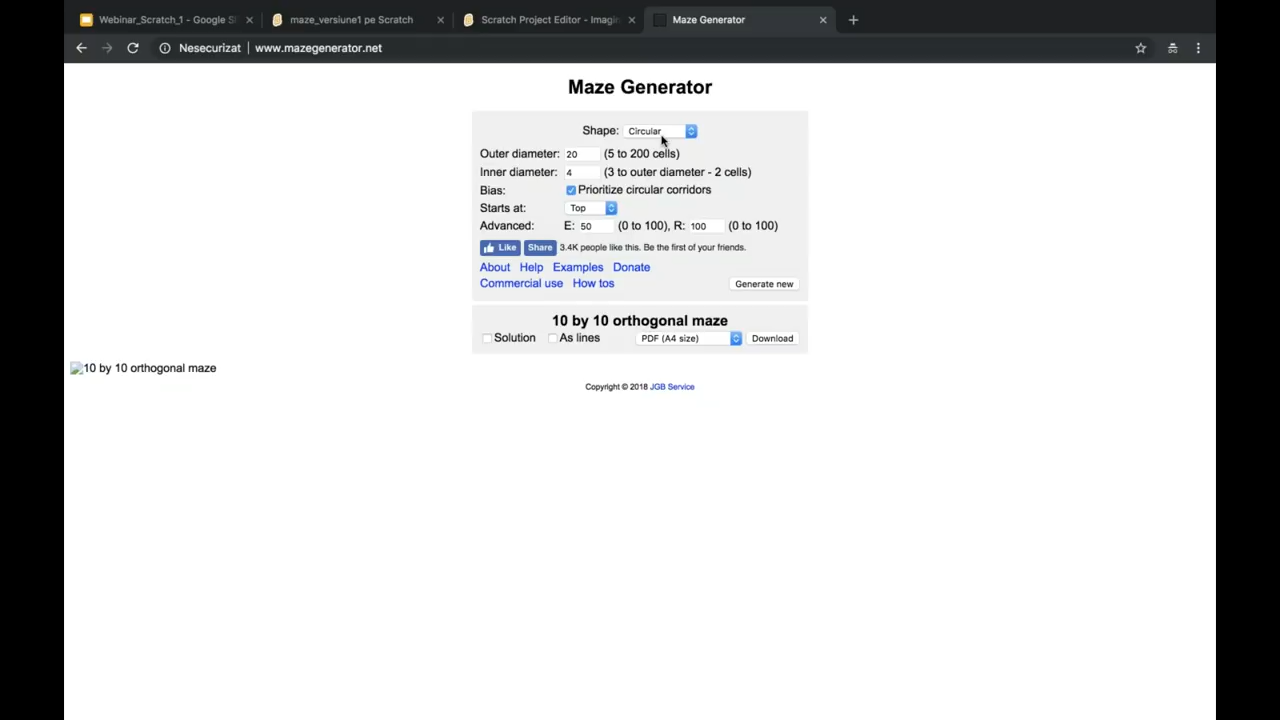 Webinar_Scratch_1 - Google Sl
maze_versiune1 pe Scratch
Scratch Project Editor - Imagin
Maze Generator
Nesecurizat
www.mazegenerator.net
Maze Generator
Shape: Circular
Outer diameter: 20 (5 to 200 cells)
Inner diameter: 4 (3 to outer diameter - 2 cells)
Bias: Prioritize circular corridors
Starts at: Top
Advanced: E: 50 (0 to 100), R: 100 (0 to 100)
Like Share 3.4K people like this. Be the first of your friends.
About Help Examples Donate
Commercial use How tos Generate new
10 by 10 orthogonal maze
Solution As lines PDF (A4 size) Download
10 by 10 orthogonal maze
Copyright © 2018 JGB Service